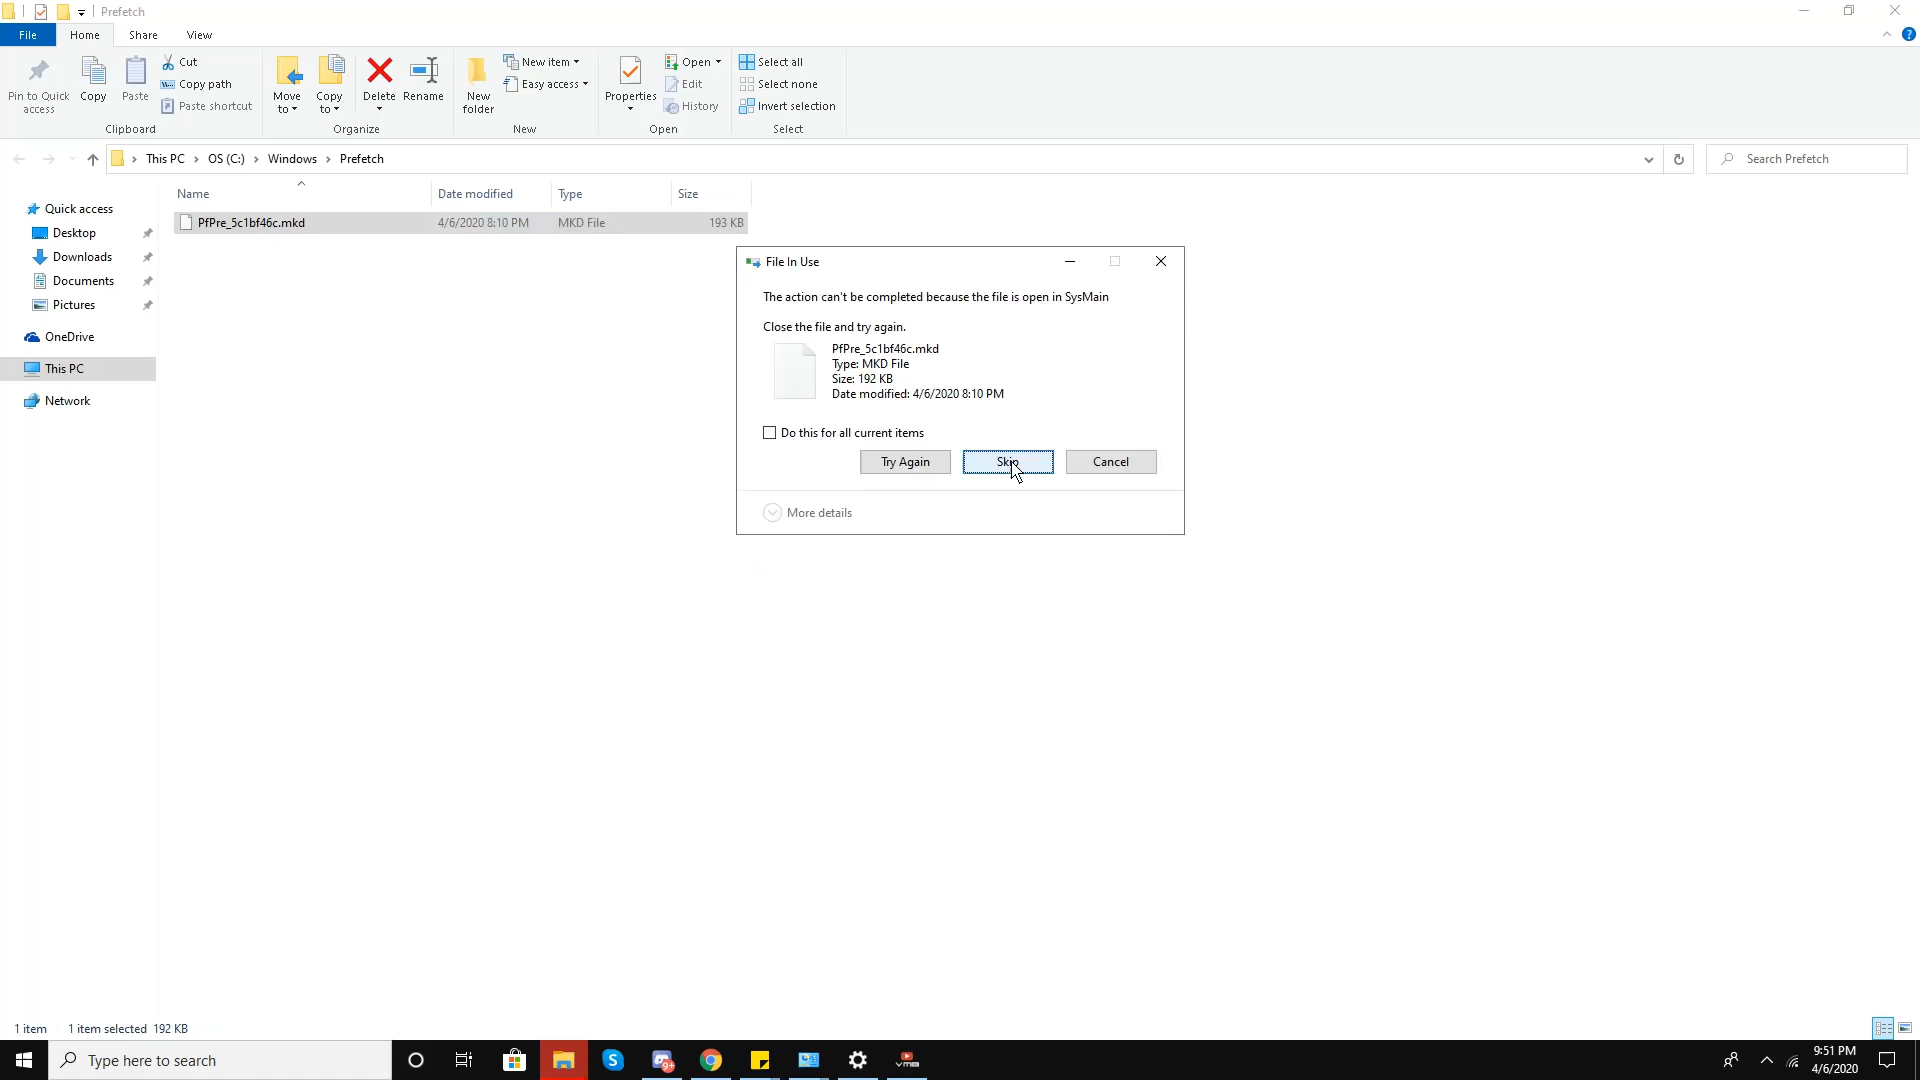 Prefetch
File
Home
Share
View
Pin to Quick access
Copy
Paste
Cut
Copy path
Paste shortcut
Clipboard
Move to
Copy to
Delete
Rename
Organize
New folder
New item
Easy access
New
Properties
Open
Edit
History
Open
Select all
Select none
Invert selection
Select
This PC
OS (C:)
Windows
Prefetch
Search Prefetch
Name
Date modified
Type
Size
PfPre_5c1bf46c.mkd
4/6/2020 8:10 PM
MKD File
193 KB
Quick access
Desktop
Downloads
Documents
Pictures
OneDrive
This PC
Network
File In Use
The action can't be completed because the file is open in SysMain
Close the file and try again.
PfPre_5c1bf46c.mkd
Type: MKD File
Size: 192 KB
Date modified: 4/6/2020 8:10 PM
Do this for all current items
Try Again
Skip
Cancel
More details
1 item
1 item selected 192 KB
Type here to search
9+
9:51 PM
4/6/2020